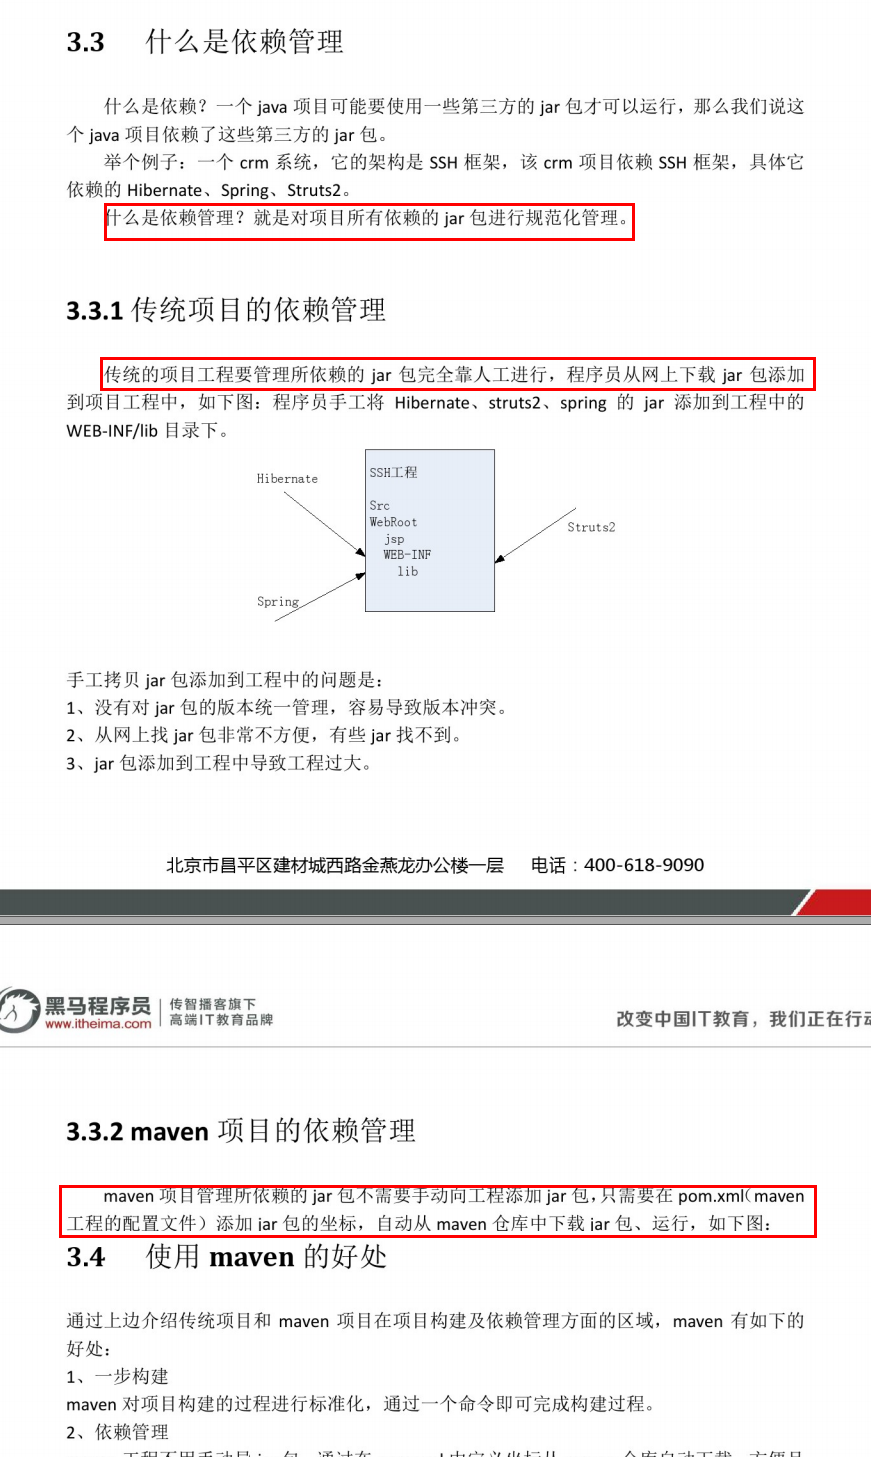 3.3 什么是依赖管理
什么是依赖？一个 java 项目可能要使用一些第三方的 jar 包才可以运行，那么我们说这
个 java 项目依赖了这些第三方的 jar 包。
举个例子：一个 crm 系统，它的架构是 SSH 框架，该 crm 项目依赖 SSH 框架，具体它
依赖的 Hibernate、Spring、Struts2。
什么是依赖管理？就是对项目所有依赖的 jar 包进行规范化管理。
3.3.1 传统项目的依赖管理
传统的项目工程要管理所依赖的 jar 包完全靠人工进行，程序员从网上下载 jar 包添加
到项目工程中，如下图：程序员手工将 Hibernate、struts2、spring 的 jar 添加到工程中的
WEB-INF/lib 目录下。
Hibernate
SSH工程
Src
WebRoot
jsp
WEB-INF
lib
Struts2
Spring
手工拷贝 jar 包添加到工程中的问题是：
1、没有对 jar 包的版本统一管理，容易导致版本冲突。
2、从网上找 jar 包非常不方便，有些 jar 找不到。
3、jar 包添加到工程中导致工程过大。
北京市昌平区建材城西路金燕龙办公楼一层 电话：400-618-9090
黑马程序员
www.itheima.com
传智播客旗下
高端IT教育品牌
改变中国IT教育，我们正在行动
3.3.2 maven 项目的依赖管理
maven 项目管理所依赖的 jar 包不需要手动向工程添加 jar 包，只需要在 pom.xml（maven
工程的配置文件）添加 jar 包的坐标，自动从 maven 仓库中下载 jar 包、运行，如下图：
3.4 使用 maven 的好处
通过上边介绍传统项目和 maven 项目在项目构建及依赖管理方面的区域，maven 有如下的
好处：
1、一步构建
maven 对项目构建的过程进行标准化，通过一个命令即可完成构建过程。
2、依赖管理